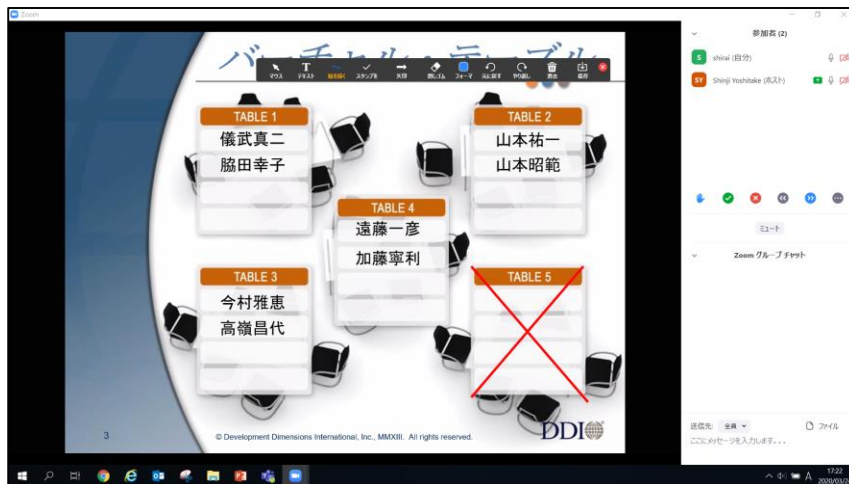 Zoom
バーチャル・テーブル
マウス
テキスト
線を描く
スタンプを
矢印
消しゴム
フォーマ
元に戻す
やり直し
消去
保存
TABLE 1
儀武真二
脇田幸子
TABLE 2
山本祐一
山本昭範
TABLE 4
遠藤一彦
加藤寧利
TABLE 3
今村雅恵
高嶺昌代
TABLE 5
3
© Development Dimensions International, Inc., MMXIII. All rights reserved.
DDI
参加者 (2)
S shirai (自分)
SY Shinji Yoshitake (ホスト)
ミュート
Zoom グループ チャット
送信先: 全員
ファイル
ここにメッセージを入力します...
A
17:22
2020/03/24